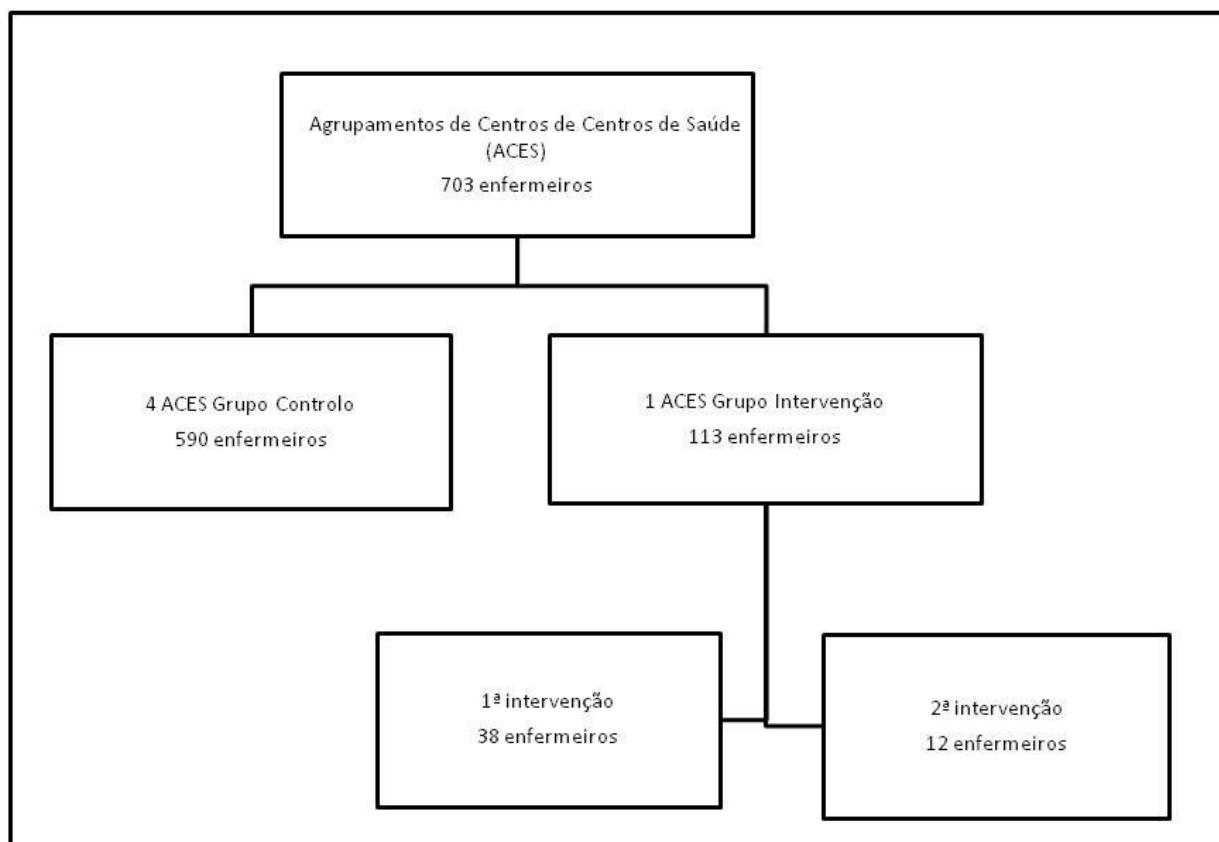 Agrupamentos de Centros de Centros de Saúde
(ACES)
703 enfermeiros
4 ACES Grupo Controlo
590 enfermeiros
1 ACES Grupo Intervenção
113 enfermeiros
1ª intervenção
38 enfermeiros
2ª intervenção
12 enfermeiros